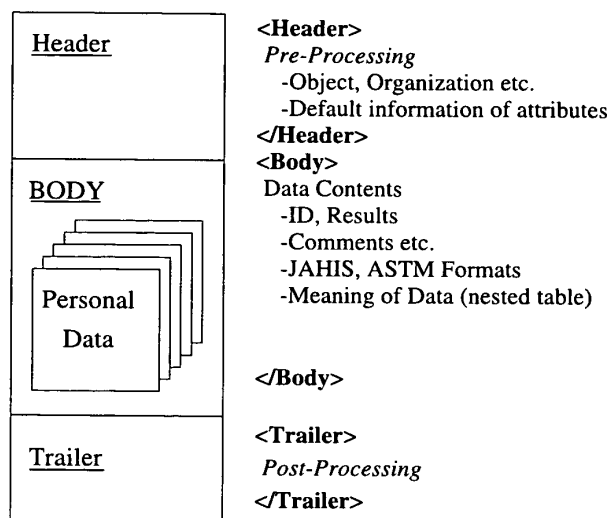 Header
<Header>
Pre-Processing
-Object, Organization etc.
-Default information of attributes
</Header>
BODY
Personal
Data
<Body>
Data Contents
-ID, Results
-Comments etc.
-JAHIS, ASTM Formats
-Meaning of Data (nested table)
</Body>
Trailer
<Trailer>
Post-Processing
</Trailer>